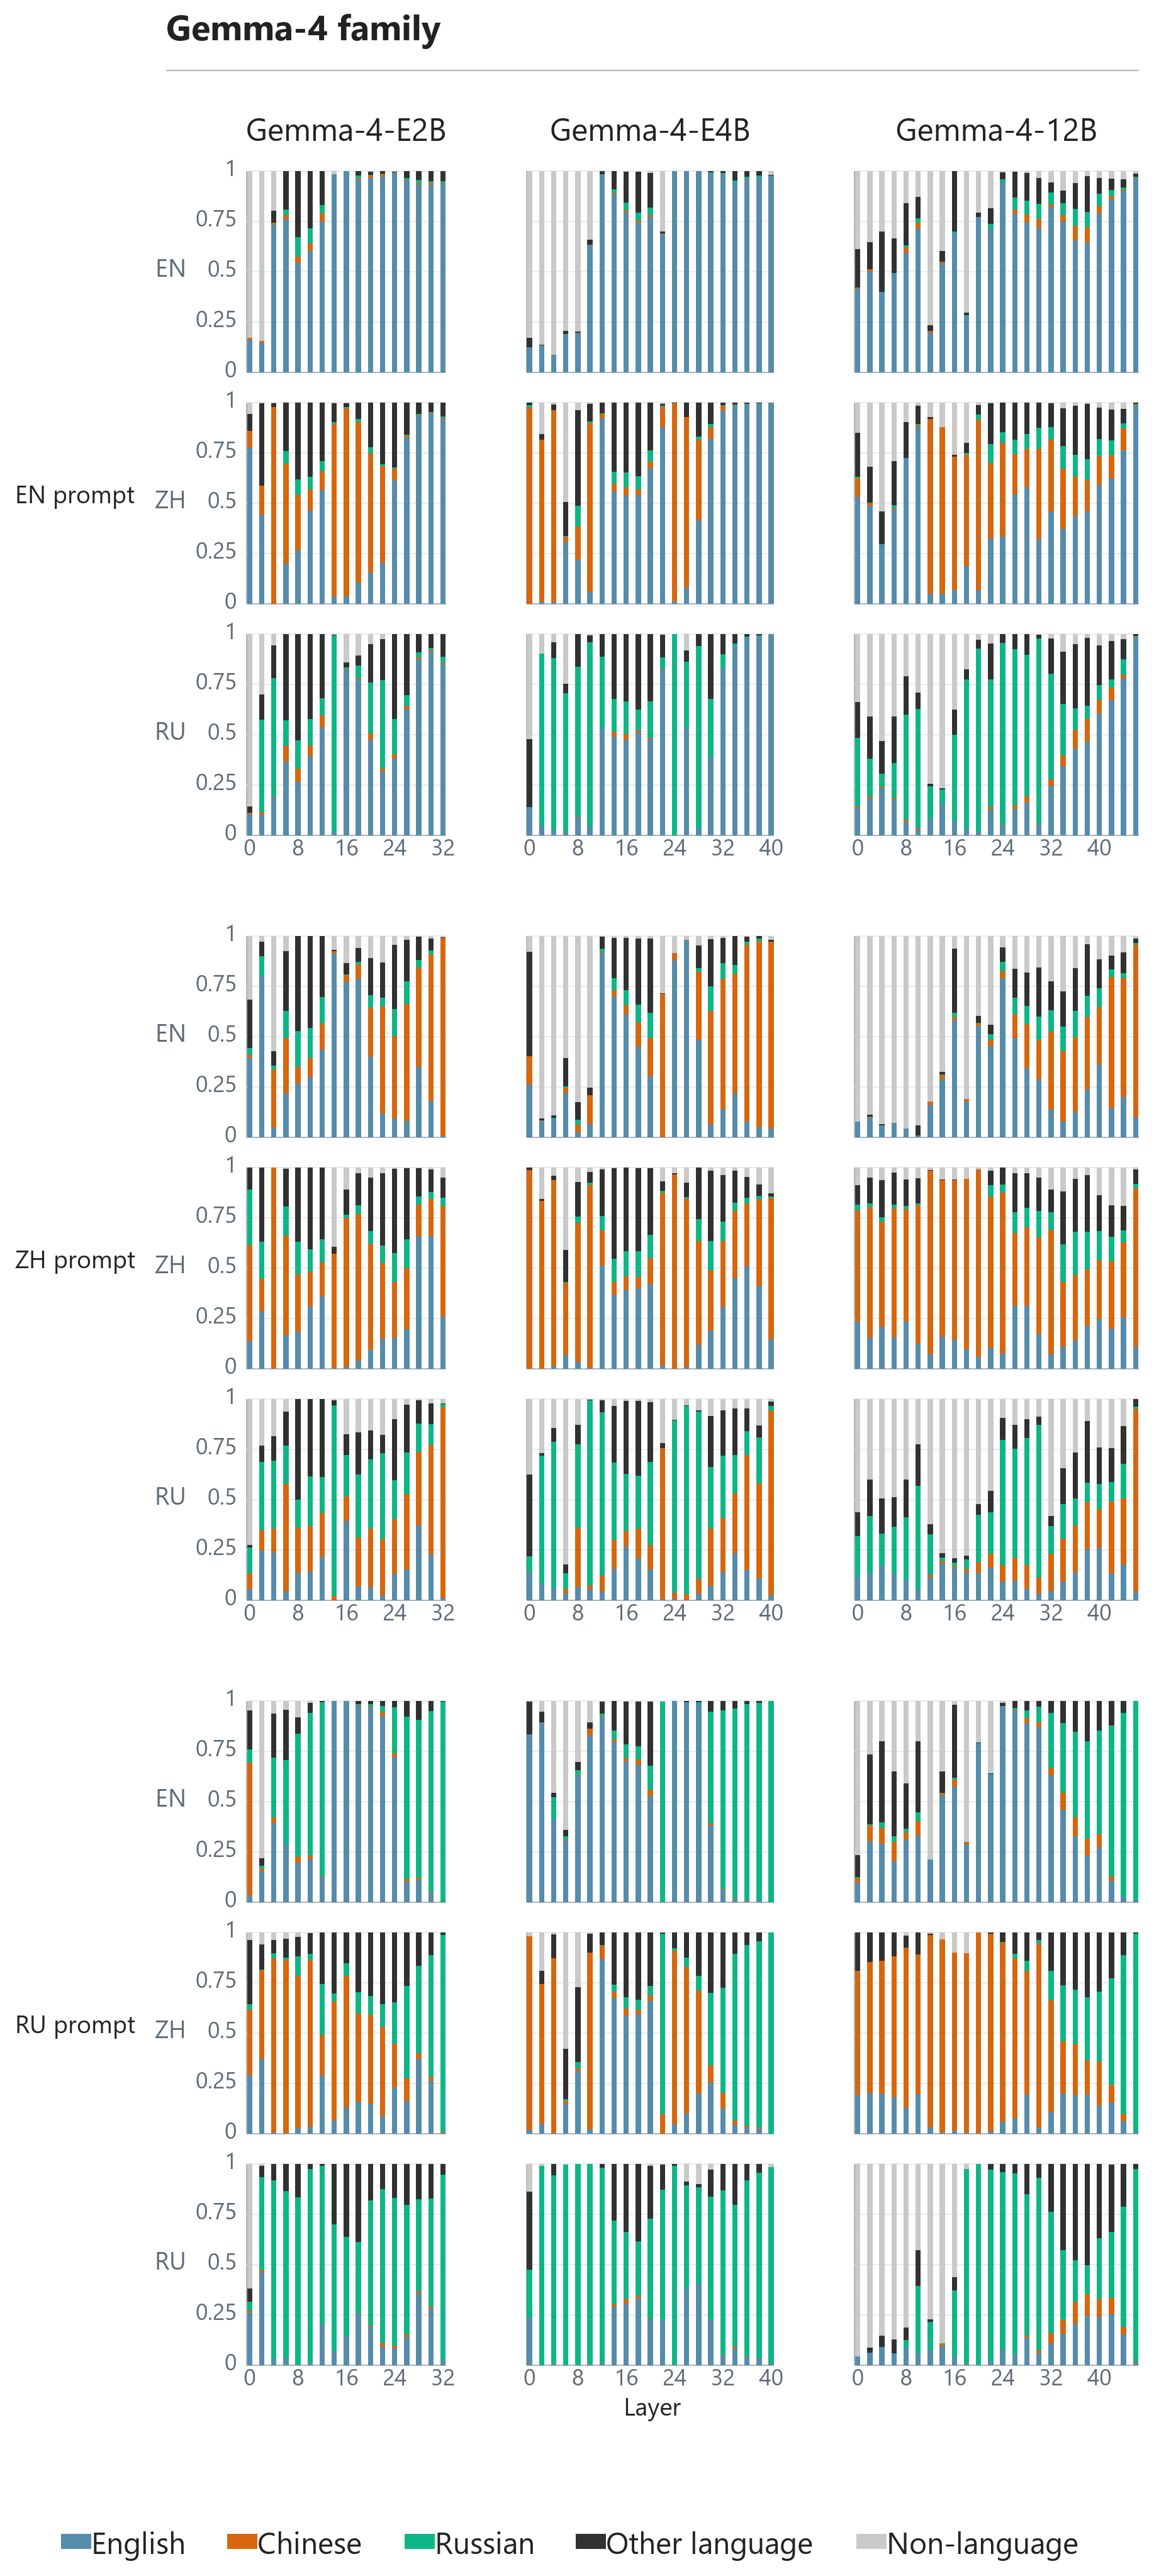 Gemma-4 family
Gemma-4-E2B Gemma-4-E4B Gemma-4-12B
1
0.75
EN 0.5
0.25
0
1
0.75
EN prompt ZH 0.5
0.25
0
1
0.75
RU 0.5
0.25
0
0 8 16 24 32 0 8 16 24 32 40 0 8 16 24 32 40
1
0.75
EN 0.5
0.25
0
1
0.75
ZH prompt ZH 0.5
0.25
0
1
0.75
RU 0.5
0.25
0
0 8 16 24 32 0 8 16 24 32 40 0 8 16 24 32 40
1
0.75
EN 0.5
0.25
0
1
0.75
RU prompt ZH 0.5
0.25
0
1
0.75
RU 0.5
0.25
0
0 8 16 24 32 0 8 16 24 32 40 0 8 16 24 32 40
Layer
English Chinese Russian Other language Non-language